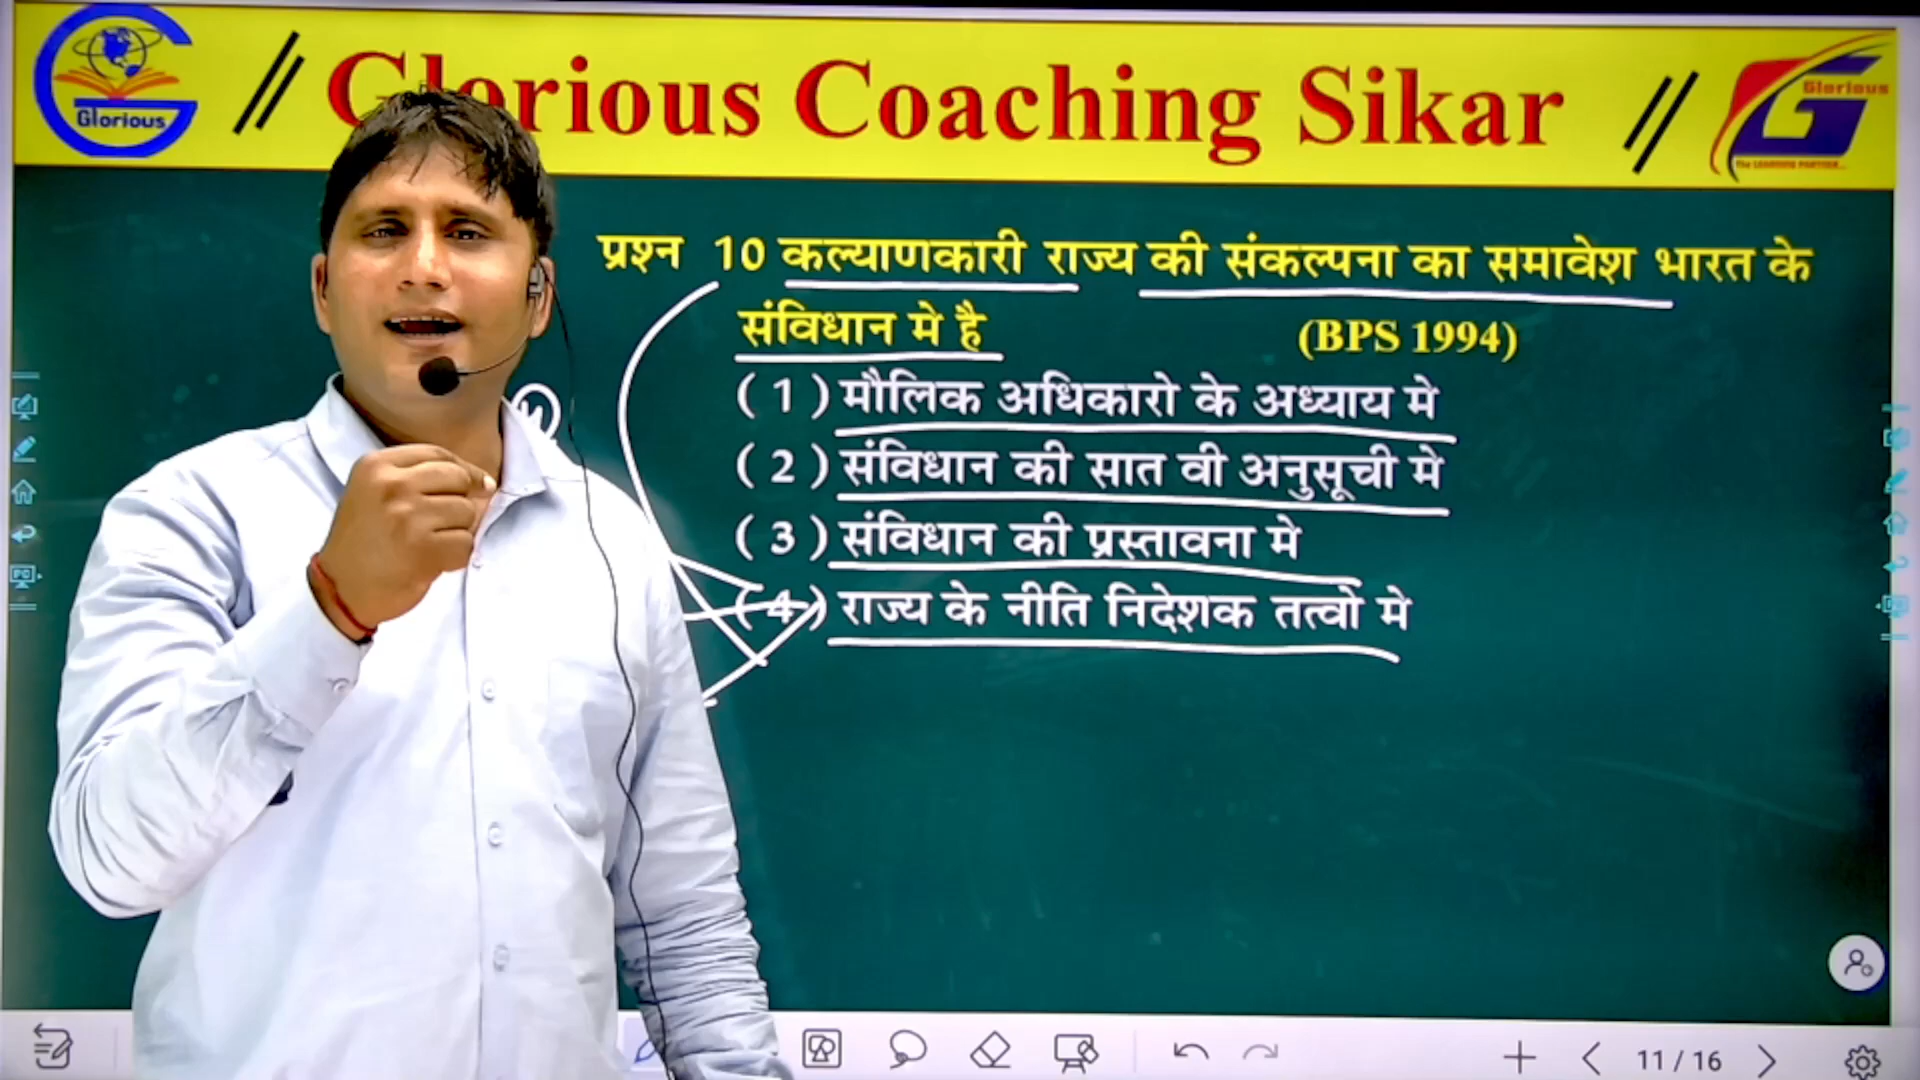 Glorious
// Glorious Coaching Sikar //
Glorious
प्रश्न 10 कल्याणकारी राज्य की संकल्पना का समावेश भारत के
संविधान मे है (BPS 1994)
( 1 ) मौलिक अधिकारो के अध्याय मे
( 2 ) संविधान की सात वी अनुसूची मे
( 3 ) संविधान की प्रस्तावना मे
( 4 ) राज्य के नीति निदेशक तत्वो मे
11 / 16